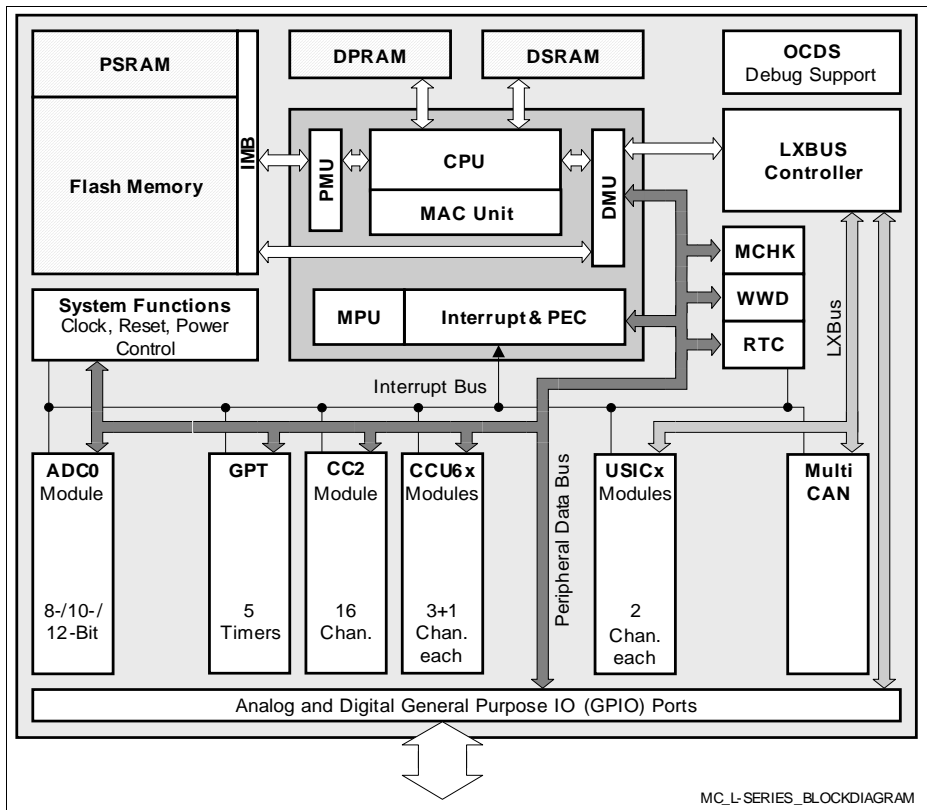 PSRAM
DPRAM
DSRAM
OCDS
Debug Support
IMB
Flash Memory
PMU
CPU
MAC Unit
DMU
LXBUS
Controller
MCHK
WWD
RTC
System Functions
Clock, Reset, Power
Control
MPU
Interrupt & PEC
LXBus
Interrupt Bus
ADC0
Module
8-/10-/
12-Bit
GPT
5
Timers
CC2
Module
16
Chan.
CCU6x
Modules
3+1
Chan.
each
Peripheral Data Bus
USICx
Modules
2
Chan.
each
Multi
CAN
Analog and Digital General Purpose IO (GPIO) Ports
MC_L-SERIES_BLOCKDIAGRAM